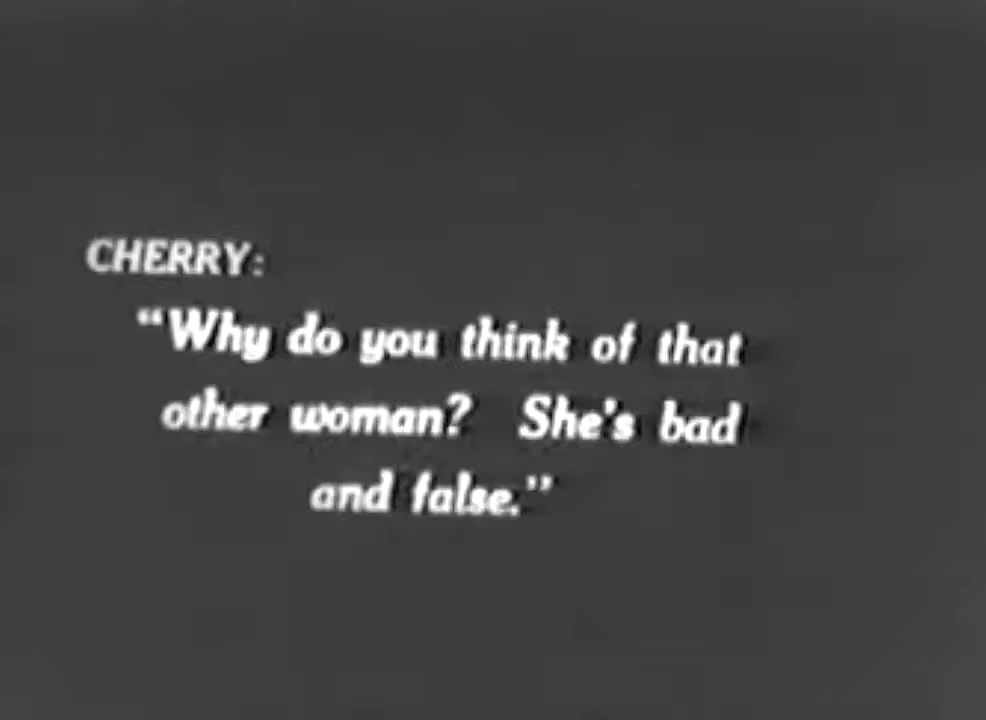 CHERRY:
“Why do you think of that
other woman? She's bad
and false.”